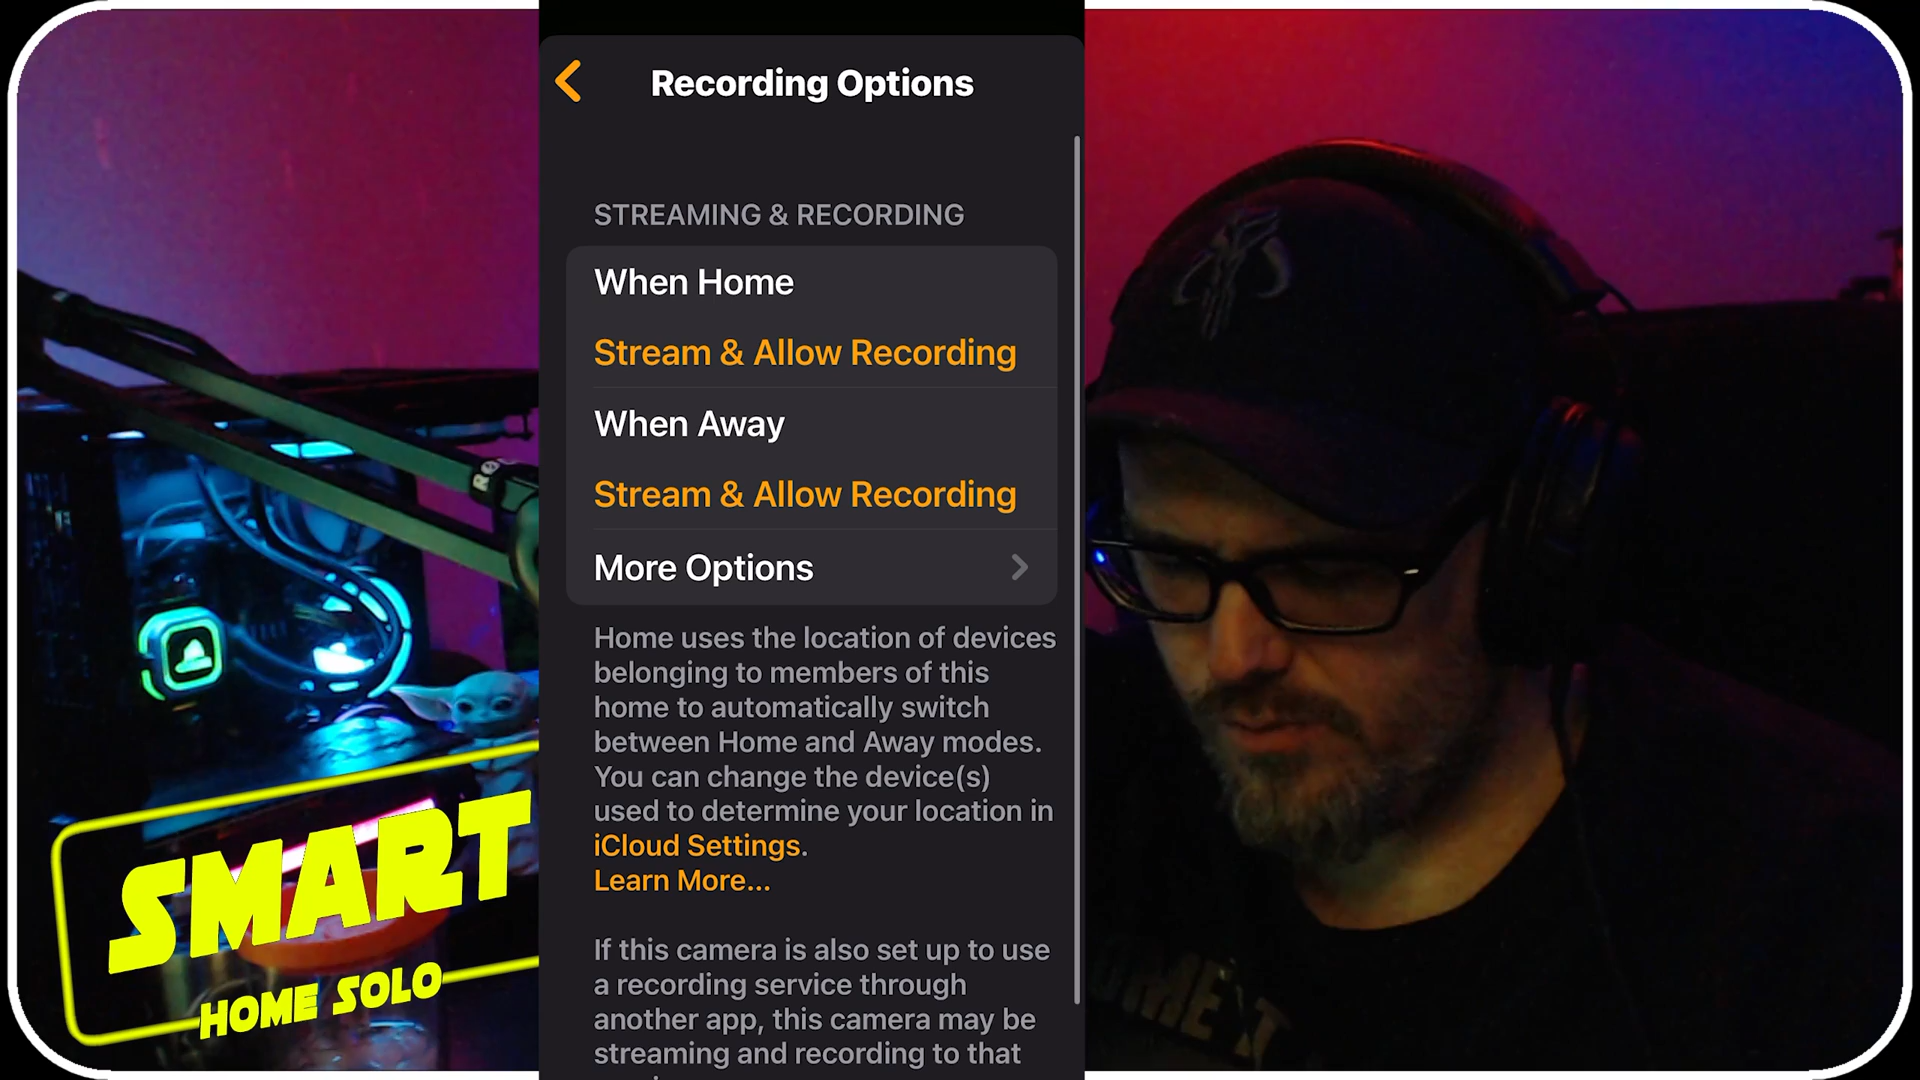 Recording Options
STREAMING & RECORDING
When Home
Stream & Allow Recording
When Away
Stream & Allow Recording
More Options
Home uses the location of devices
belonging to members of this
home to automatically switch
between Home and Away modes.
You can change the device(s)
used to determine your location in
iCloud Settings.
Learn More...
If this camera is also set up to use
a recording service through
another app, this camera may be
streaming and recording to that
SMART
HOME SOLO